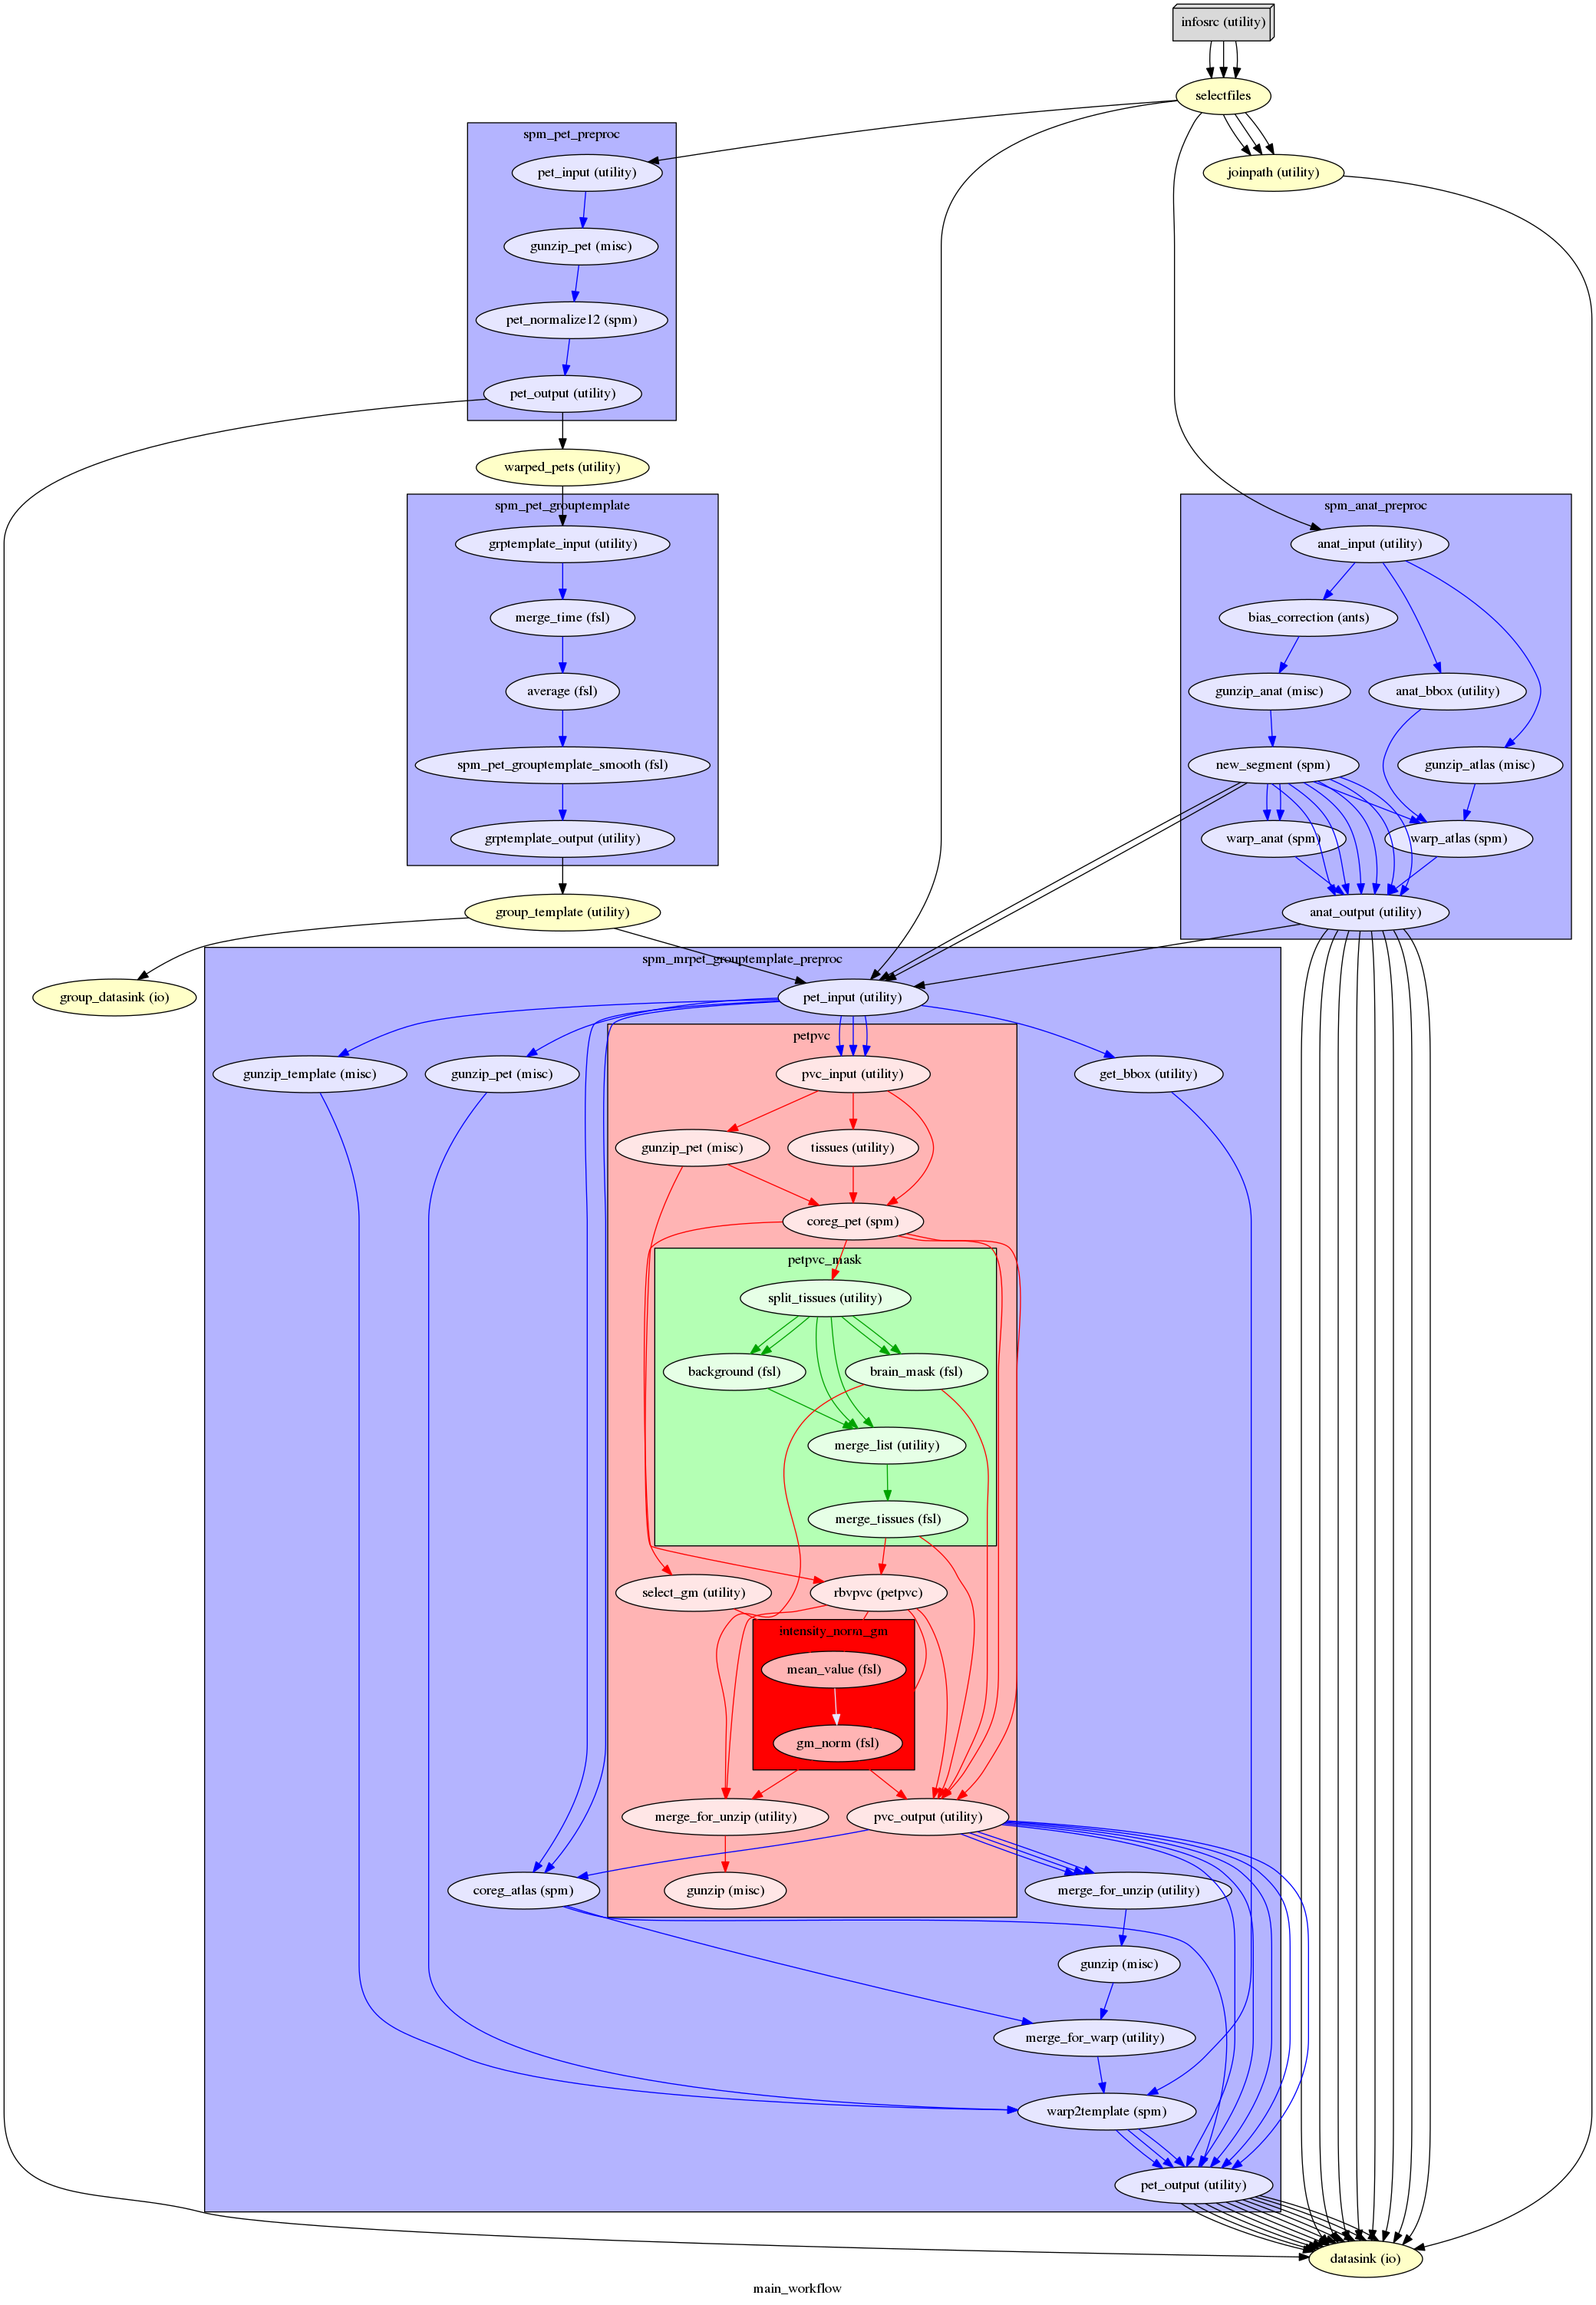 infosrc (utility)
selectfiles
spm_pet_preproc
pet_input (utility)
joinpath (utility)
gunzip_pet (misc)
pet_normalize12 (spm)
pet_output (utility)
warped_pets (utility)
spm_pet_grouptemplate
spm_anat_preproc
grptemplate_input (utility)
anat_input (utility)
merge_time (fsl)
bias_correction (ants)
average (fsl)
gunzip_anat (misc)
anat_bbox (utility)
spm_pet_grouptemplate_smooth (fsl)
new_segment (spm)
gunzip_atlas (misc)
grptemplate_output (utility)
warp_anat (spm)
warp_atlas (spm)
group_template (utility)
anat_output (utility)
spm_mrpet_grouptemplate_preproc
group_datasink (io)
pet_input (utility)
petpvc
gunzip_template (misc)
gunzip_pet (misc)
pvc_input (utility)
get_bbox (utility)
gunzip_pet (misc)
tissues (utility)
coreg_pet (spm)
petpvc_mask
split_tissues (utility)
background (fsl)
brain_mask (fsl)
merge_list (utility)
merge_tissues (fsl)
select_gm (utility)
rbvpvc (petpvc)
intensity_norm_gm
mean_value (fsl)
gm_norm (fsl)
merge_for_unzip (utility)
pvc_output (utility)
coreg_atlas (spm)
gunzip (misc)
merge_for_unzip (utility)
gunzip (misc)
merge_for_warp (utility)
warp2template (spm)
pet_output (utility)
datasink (io)
main_workflow